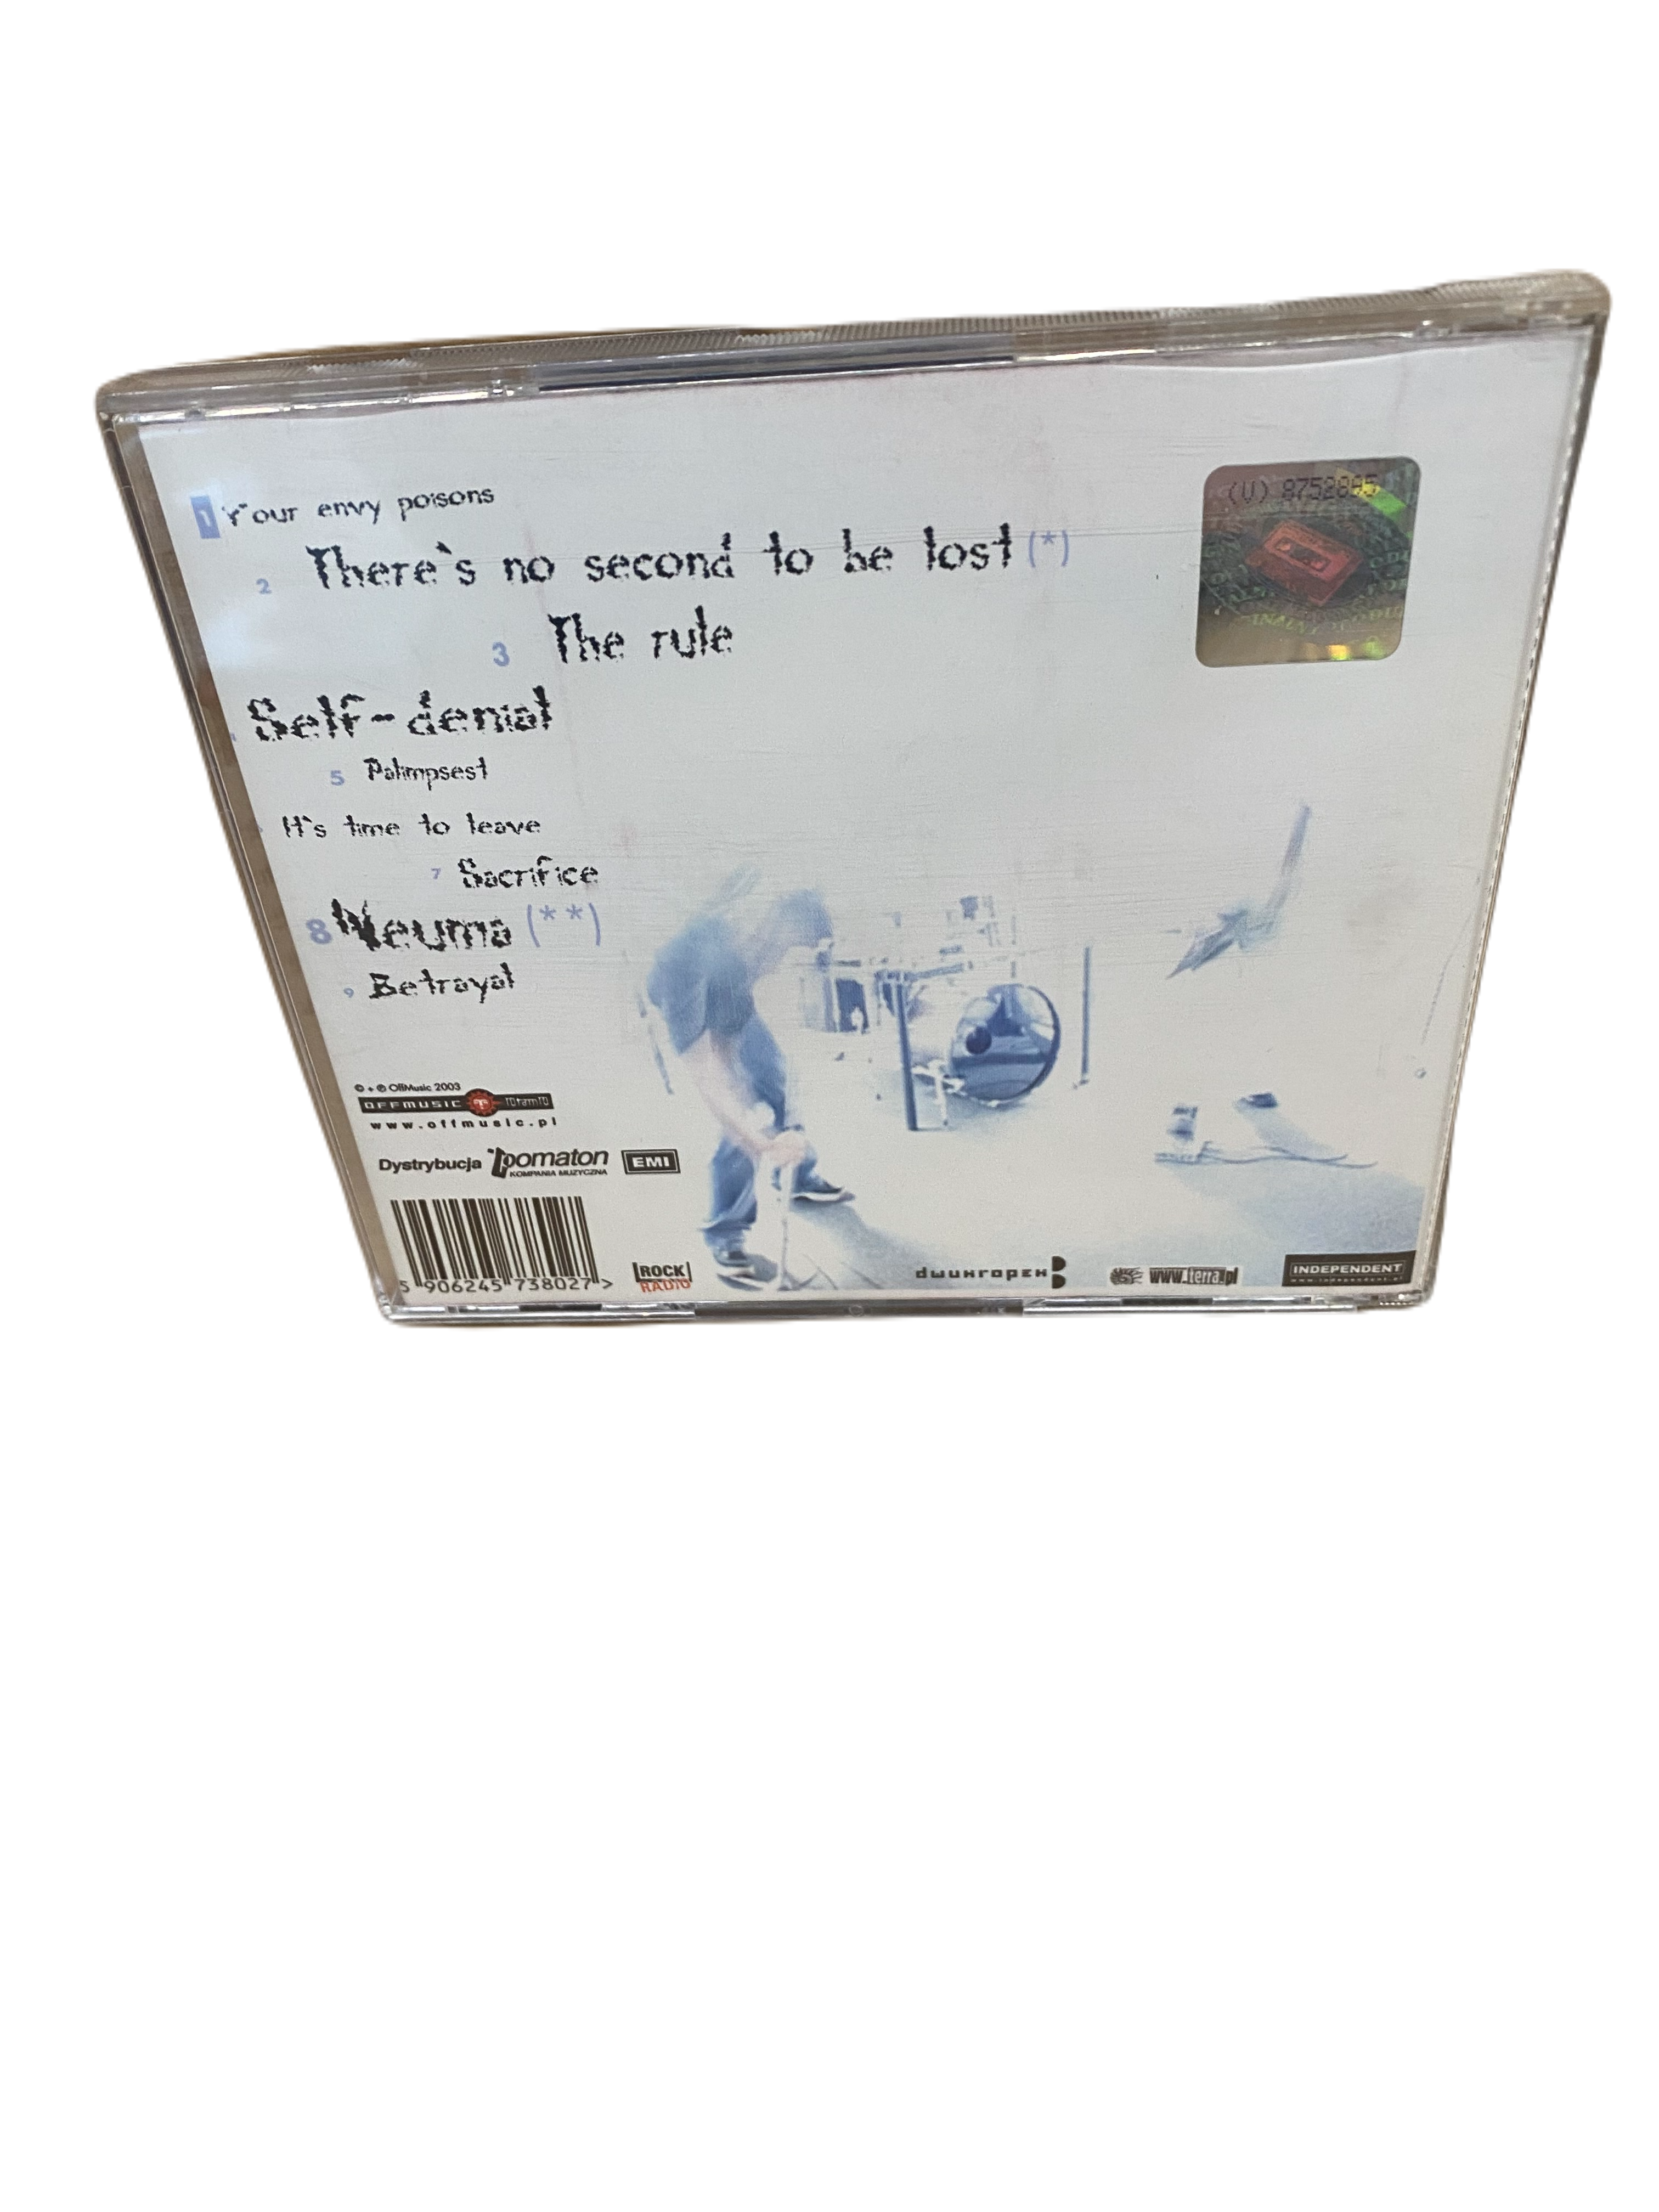 1 Your envy poisons
2 There's no second to be lost (*)
3 The rule
Self-denial
5 Palimpsest
It's time to leave
7 Sacrifice
8 Neuma (**)
9 Betrayal
(V) 8752895
© + ℗ OffMusic 2003
OFFMUSIC
www.offmusic.pl
Dystrybucja pomaton EMI
KOMPANIA MUZYCZNA
5 906245 738027 >
ROCK
RADIO
www.terra.pl
INDEPENDENT